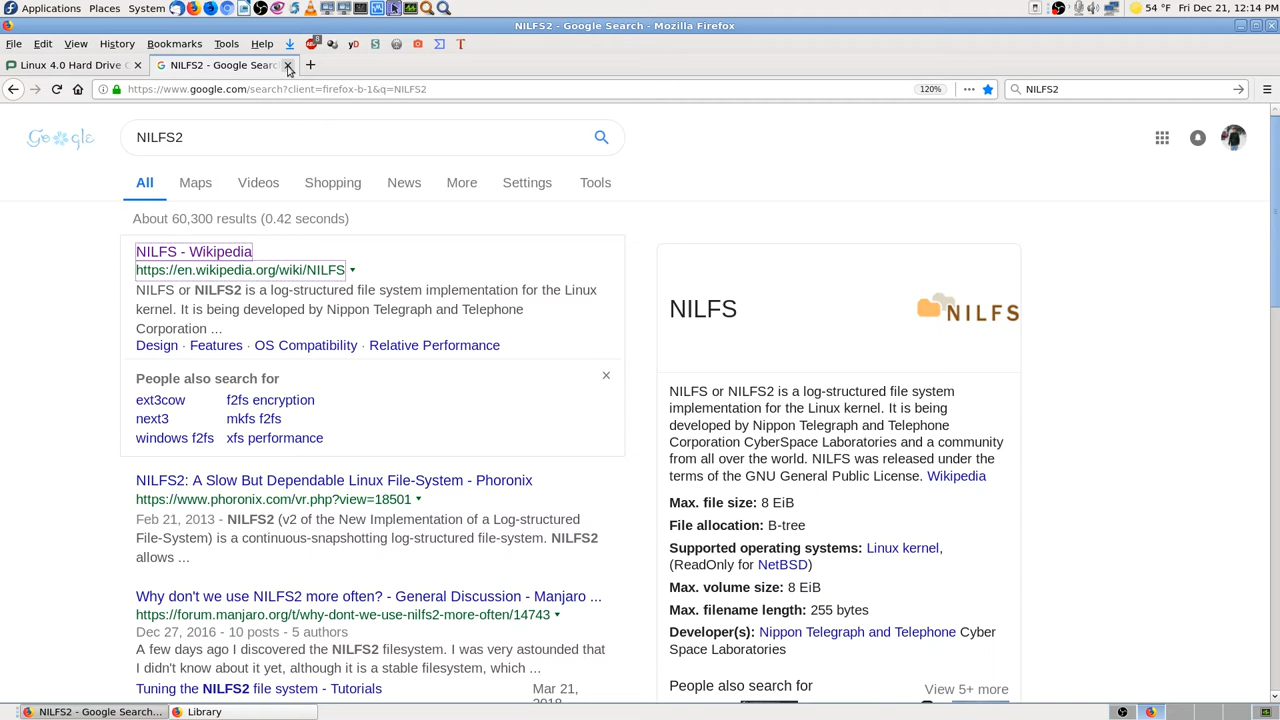 Applications Places System 54 °F Fri Dec 21, 12:14 PM
NILFS2 - Google Search - Mozilla Firefox
File Edit View History Bookmarks Tools Help
Linux 4.0 Hard Drive NILFS2 - Google Searc
https://www.google.com/search?client=firefox-b-1&q=NILFS2 120% NILFS2
Google NILFS2
All Maps Videos Shopping News More Settings Tools
About 60,300 results (0.42 seconds)
NILFS - Wikipedia
https://en.wikipedia.org/wiki/NILFS
NILFS or NILFS2 is a log-structured file system implementation for the Linux
kernel. It is being developed by Nippon Telegraph and Telephone
Corporation ...
Design · Features · OS Compatibility · Relative Performance
People also search for
ext3cow f2fs encryption
next3 mkfs f2fs
windows f2fs xfs performance
NILFS2: A Slow But Dependable Linux File-System - Phoronix
https://www.phoronix.com/vr.php?view=18501
Feb 21, 2013 - NILFS2 (v2 of the New Implementation of a Log-structured
File-System) is a continuous-snapshotting log-structured file-system. NILFS2
allows ...
Why don't we use NILFS2 more often? - General Discussion - Manjaro ...
https://forum.manjaro.org/t/why-dont-we-use-nilfs2-more-often/14743
Dec 27, 2016 - 10 posts - 5 authors
A few days ago I discovered the NILFS2 filesystem. I was very astounded that
I didn't know about it yet, although it is a stable filesystem, which ...
Tuning the NILFS2 file system - Tutorials Mar 21,
2018
NILFS
NILFS
NILFS or NILFS2 is a log-structured file system
implementation for the Linux kernel. It is being
developed by Nippon Telegraph and Telephone
Corporation CyberSpace Laboratories and a community
from all over the world. NILFS was released under the
terms of the GNU General Public License. Wikipedia
Max. file size: 8 EiB
File allocation: B-tree
Supported operating systems: Linux kernel,
(ReadOnly for NetBSD)
Max. volume size: 8 EiB
Max. filename length: 255 bytes
Developer(s): Nippon Telegraph and Telephone Cyber
Space Laboratories
People also search for View 5+ more
NILFS2 - Google Search... Library